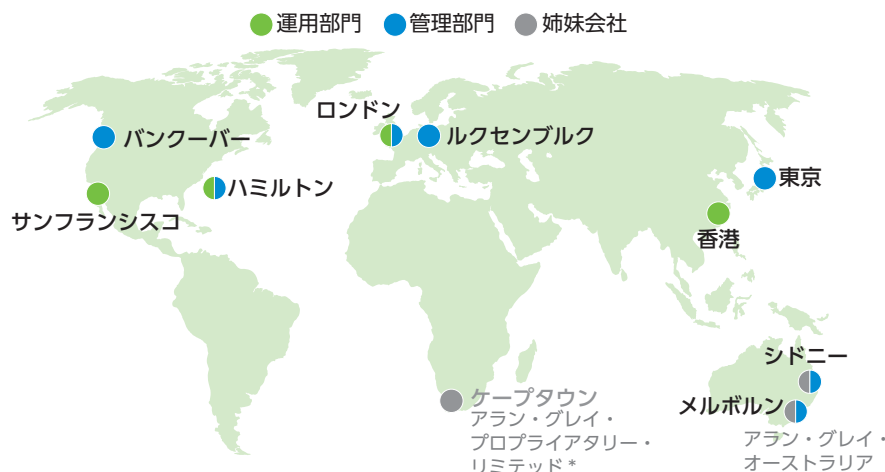 運用部門 管理部門 姉妹会社
ロンドン
バンクーバー
ルクセンブルク
ハミルトン
東京
サンフランシスコ
香港
シドニー
ケープタウン
メルボルン
アラン・グレイ・
プロプライアタリー・
リミテッド*
アラン・グレイ・
オーストラリア